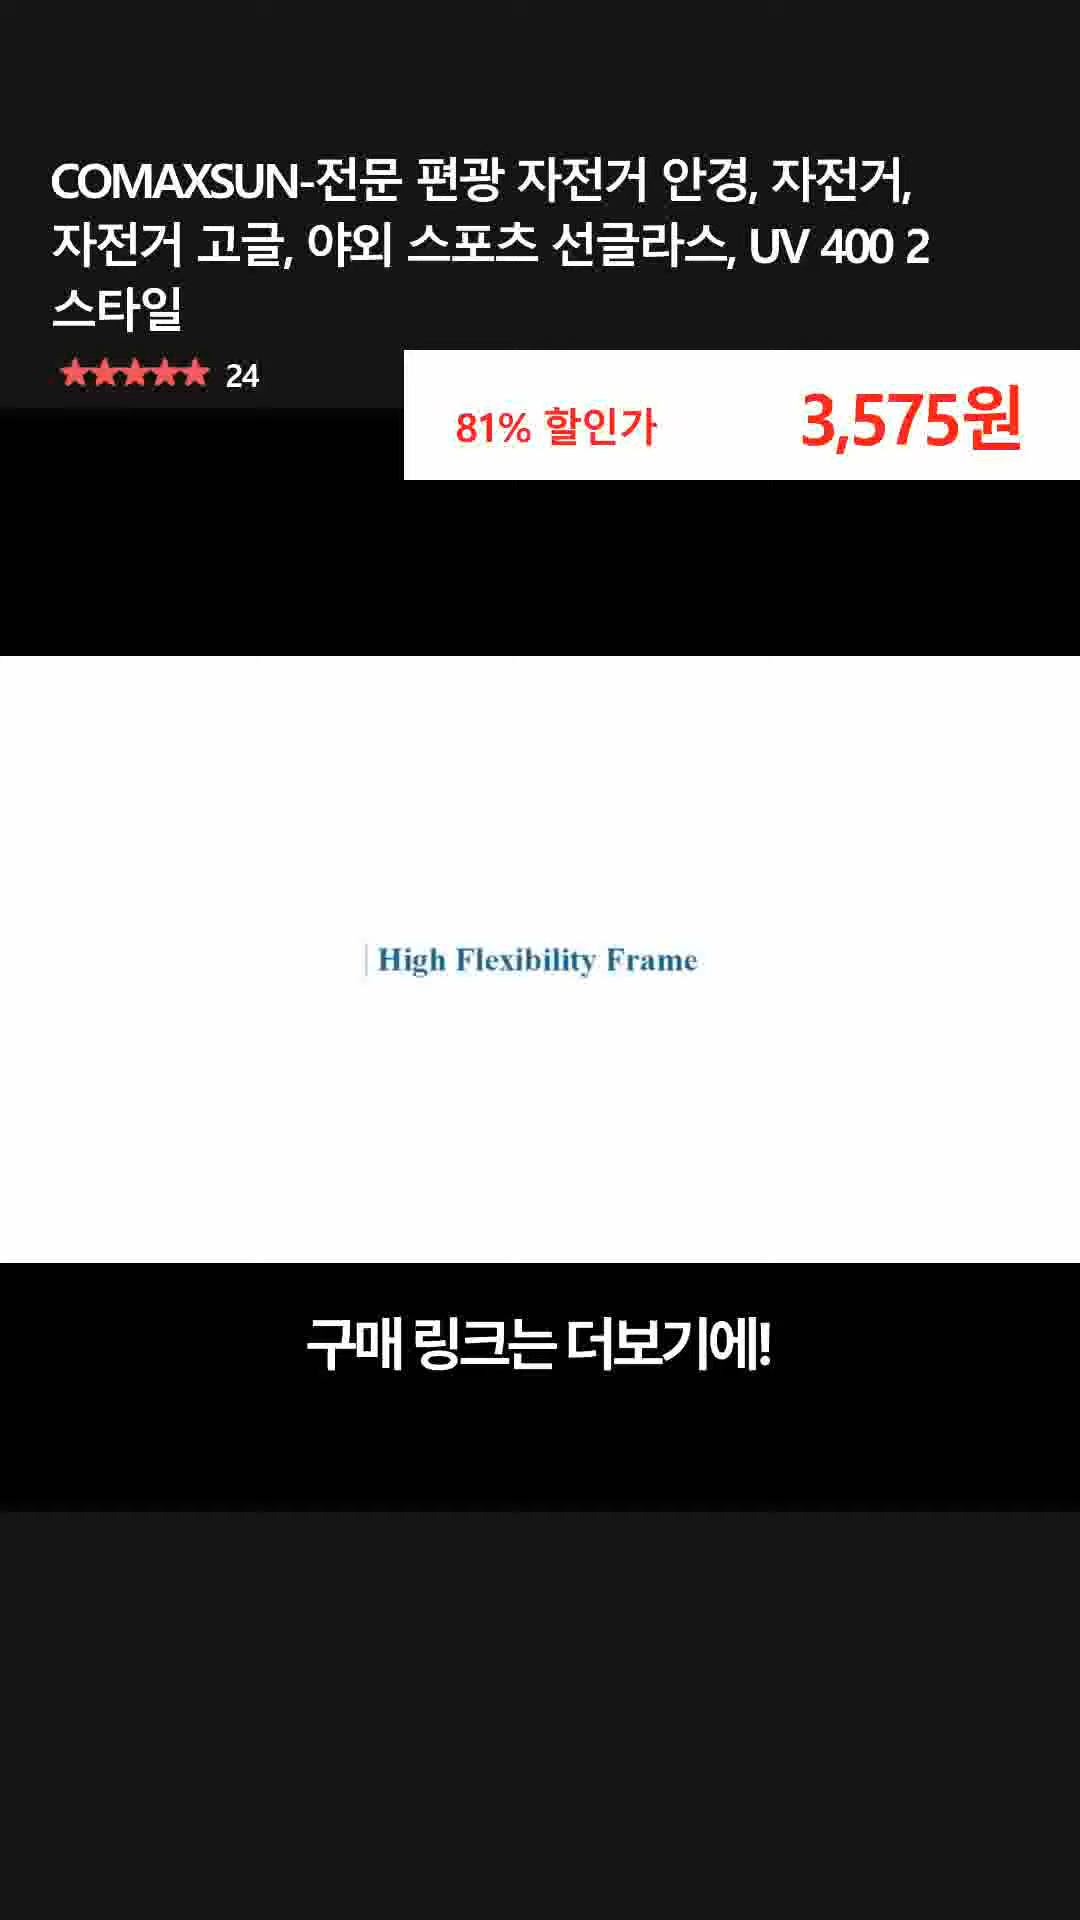 COMAXSUN-전문 편광 자전거 안경, 자전거,
자전거 고글, 야외 스포츠 선글라스, UV 400 2
스타일
24
81% 할인가
3,575원
High Flexibility Frame
구매 링크는 더보기에!